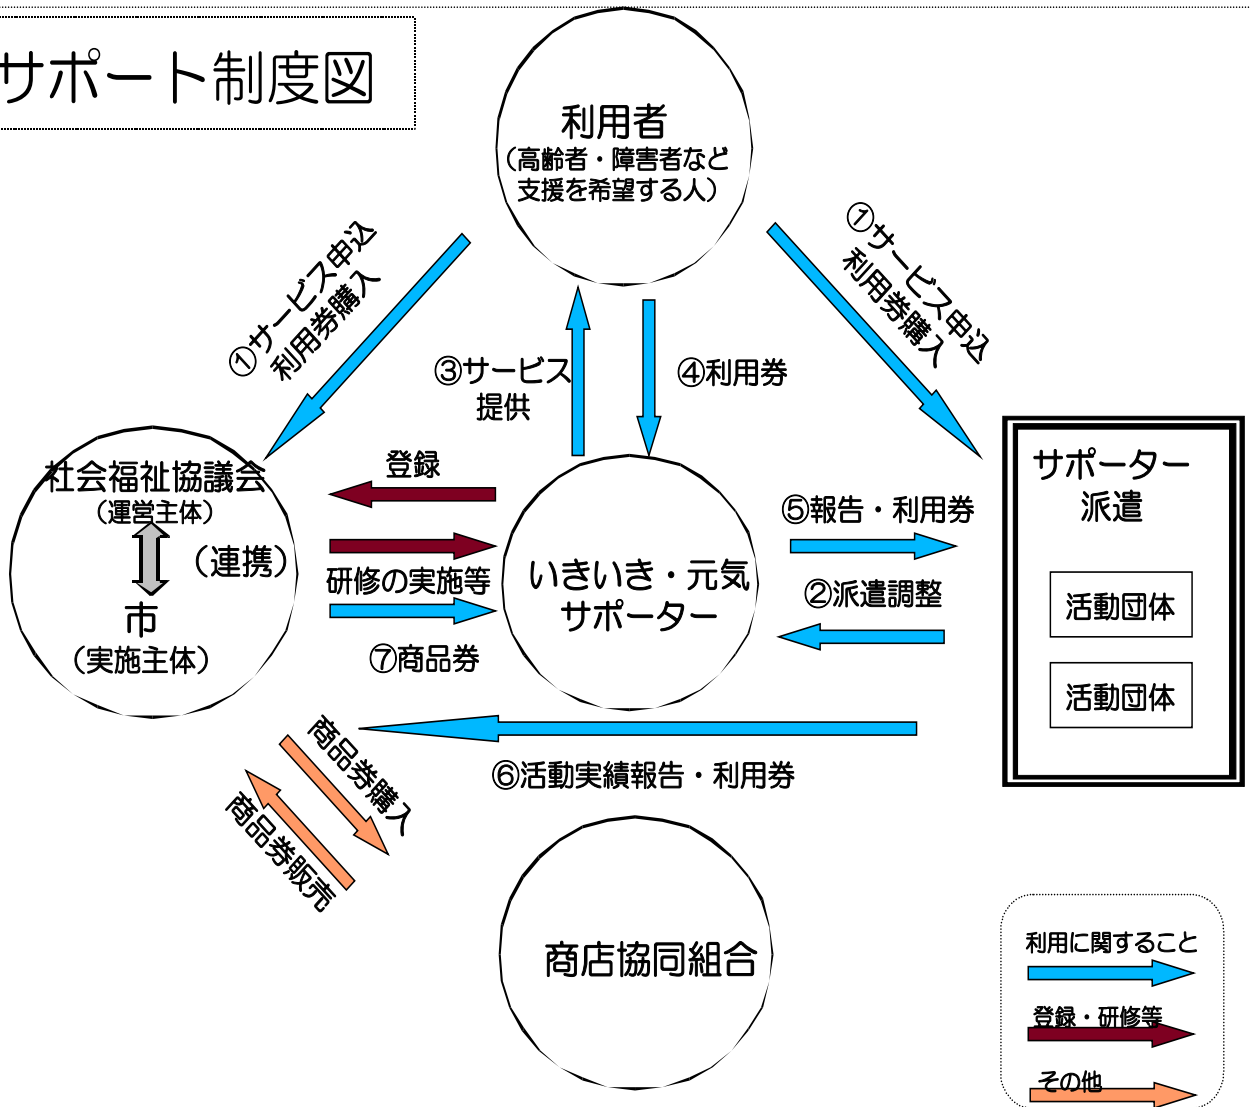 サポート制度図
利用者
（高齢者・障害者など
支援を希望する人）
①サービス申込
利用券購入
①サービス申込
利用券購入
③サービス
提供
④利用券
サポーター
派遣
活動団体
活動団体
社会福祉協議会
（運営主体）
（連携）
市
（実施主体）
登録
研修の実施等
⑦商品券
いきいき・元気
サポーター
⑤報告・利用券
②派遣調整
⑥活動実績報告・利用券
商品券購入
商品券販売
商店協同組合
利用に関すること
登録・研修等
その他